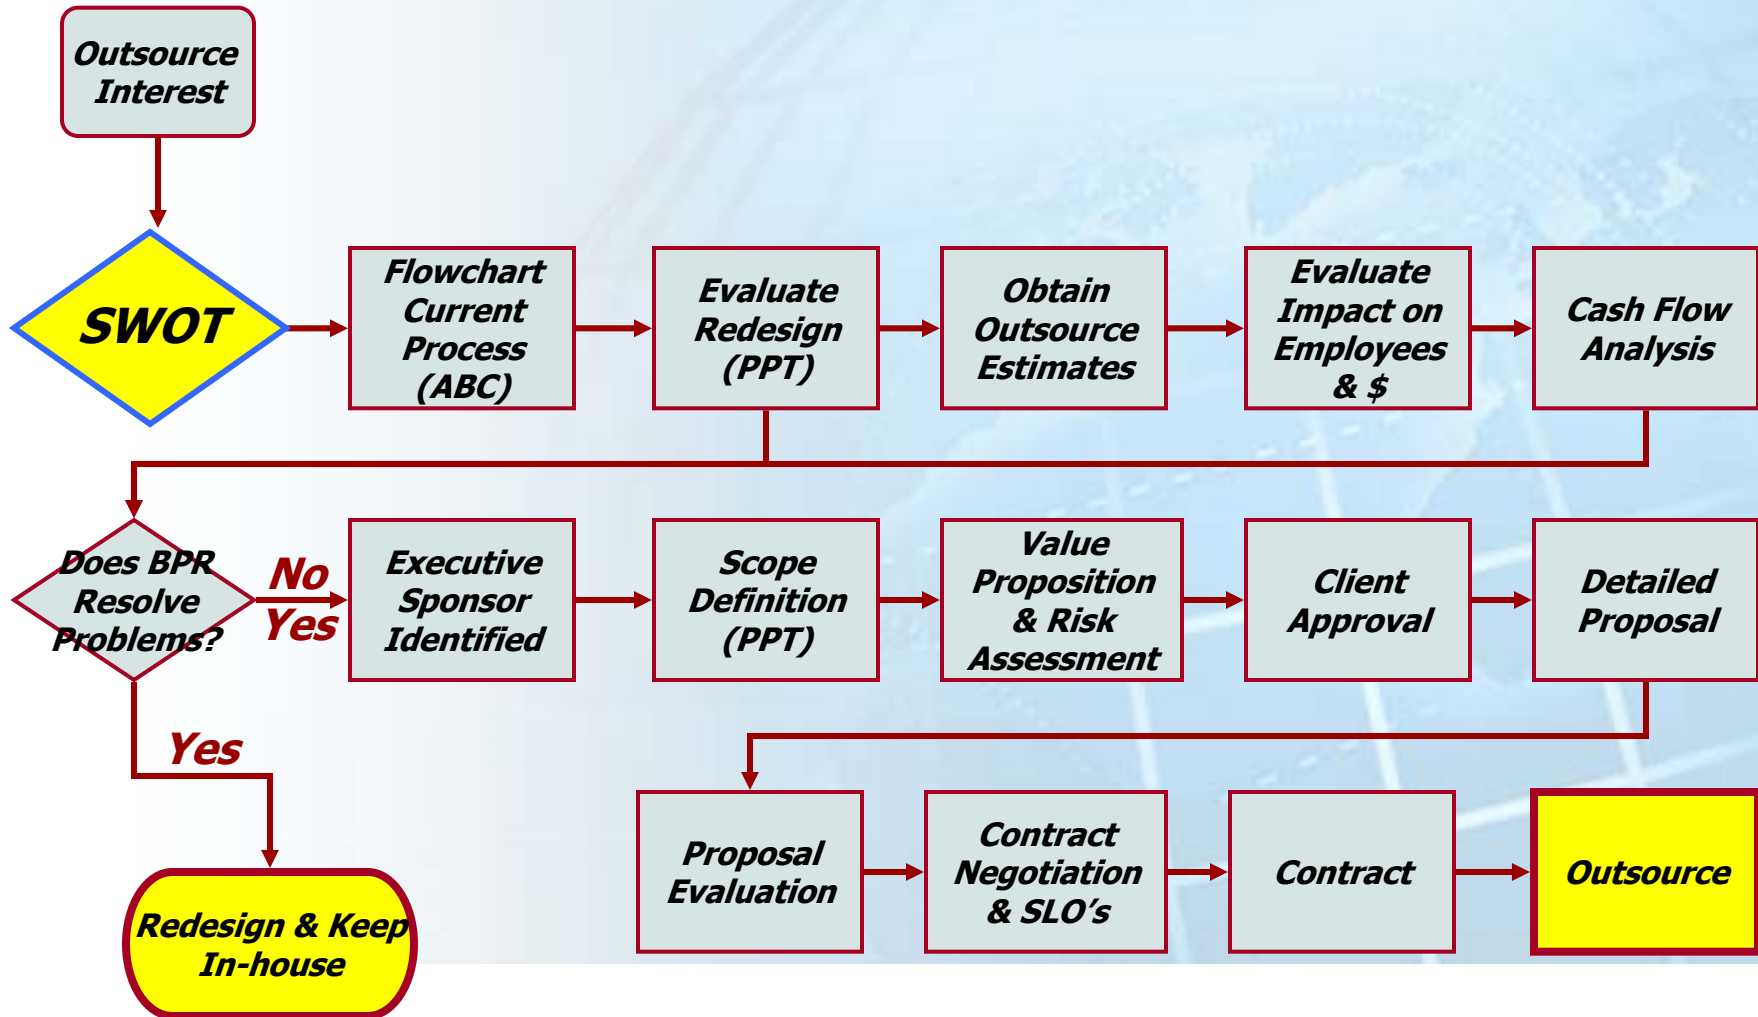 Outsource
Interest
SWOT
Flowchart
Current
Process
(ABC)
Evaluate
Redesign
(PPT)
Obtain
Outsource
Estimates
Evaluate
Impact on
Employees
& $
Cash Flow
Analysis
Does BPR
Resolve
Problems?
No
Yes
Executive
Sponsor
Identified
Scope
Definition
(PPT)
Value
Proposition
& Risk
Assessment
Client
Approval
Detailed
Proposal
Yes
Proposal
Evaluation
Contract
Negotiation
& SLO’s
Contract
Outsource
Redesign & Keep
In-house